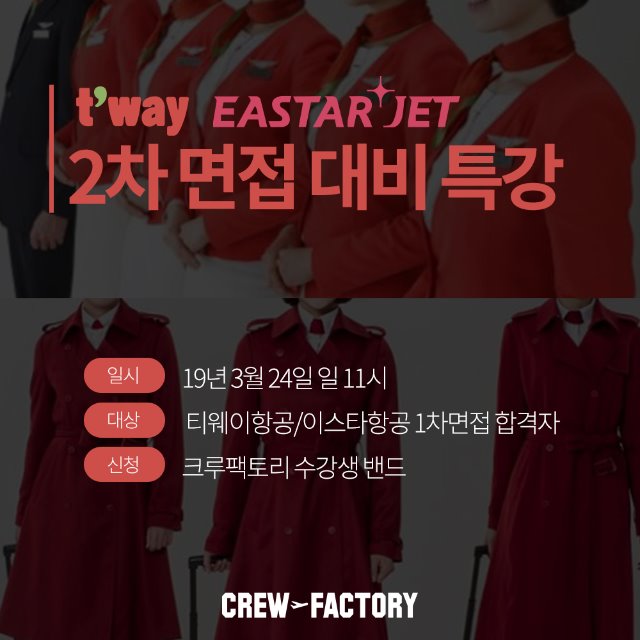 t'way EASTAR JET
2차 면접 대비 특강
일시 19년 3월 24일 일 11시
대상 티웨이항공/이스타항공 1차면접 합격자
신청 크루팩토리 수강생 밴드
CREW FACTORY